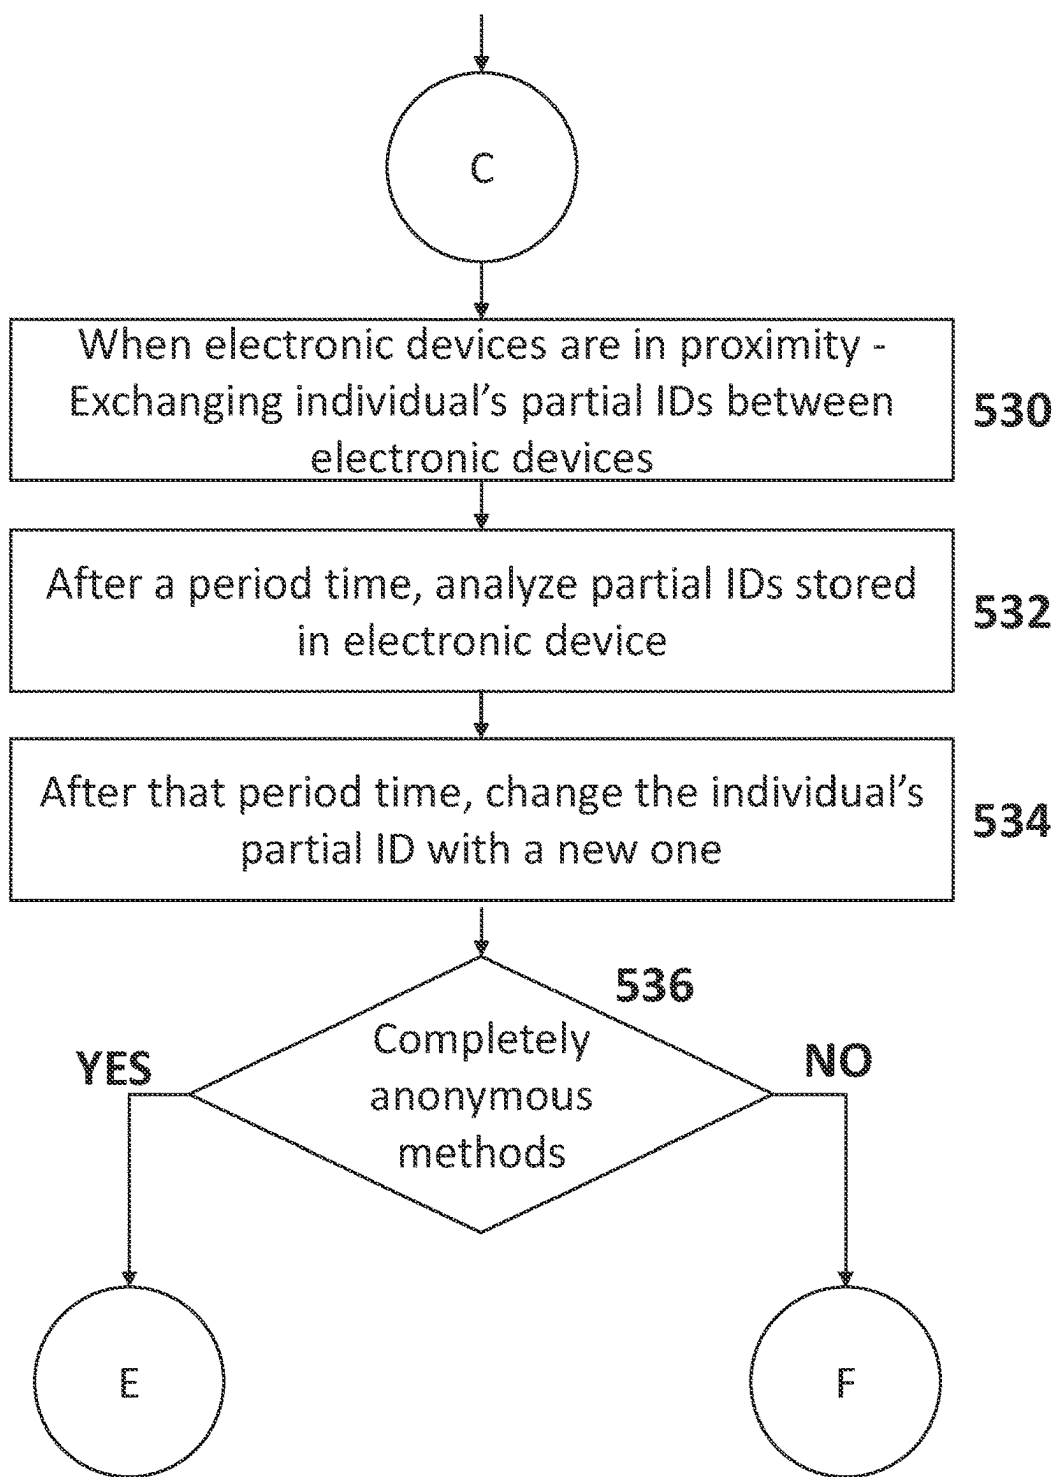 C
When electronic devices are in proximity -
Exchanging individual's partial IDs between
electronic devices
530
After a period time, analyze partial IDs stored
in electronic device
532
After that period time, change the individual's
partial ID with a new one
534
536
Completely
anonymous
methods
YES
NO
E
F